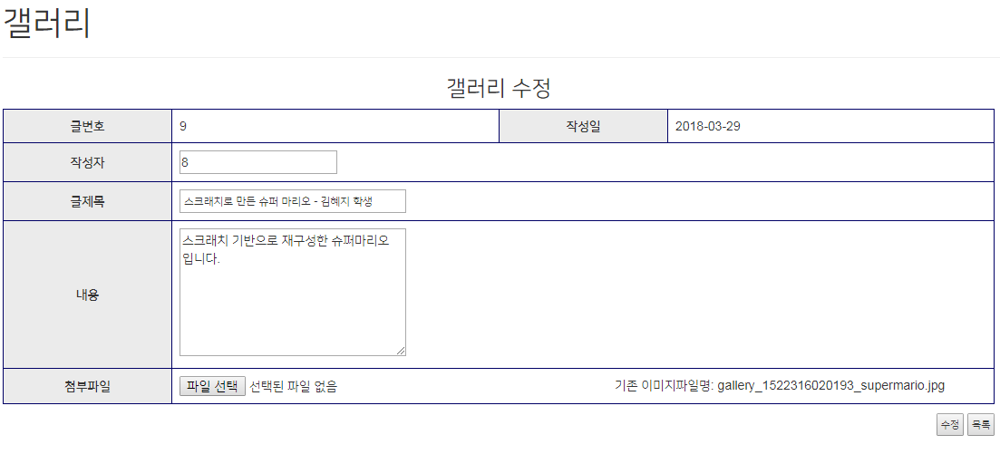 갤러리
갤러리 수정
글번호 9 작성일 2018-03-29
작성자 8
글제목 스크래치로 만든 슈퍼 마리오 - 김혜지 학생
내용 스크래치 기반으로 재구성한 슈퍼마리오
입니다.
첨부파일 파일 선택 선택된 파일 없음 기존 이미지파일명: gallery_1522316020193_supermario.jpg
수정 목록